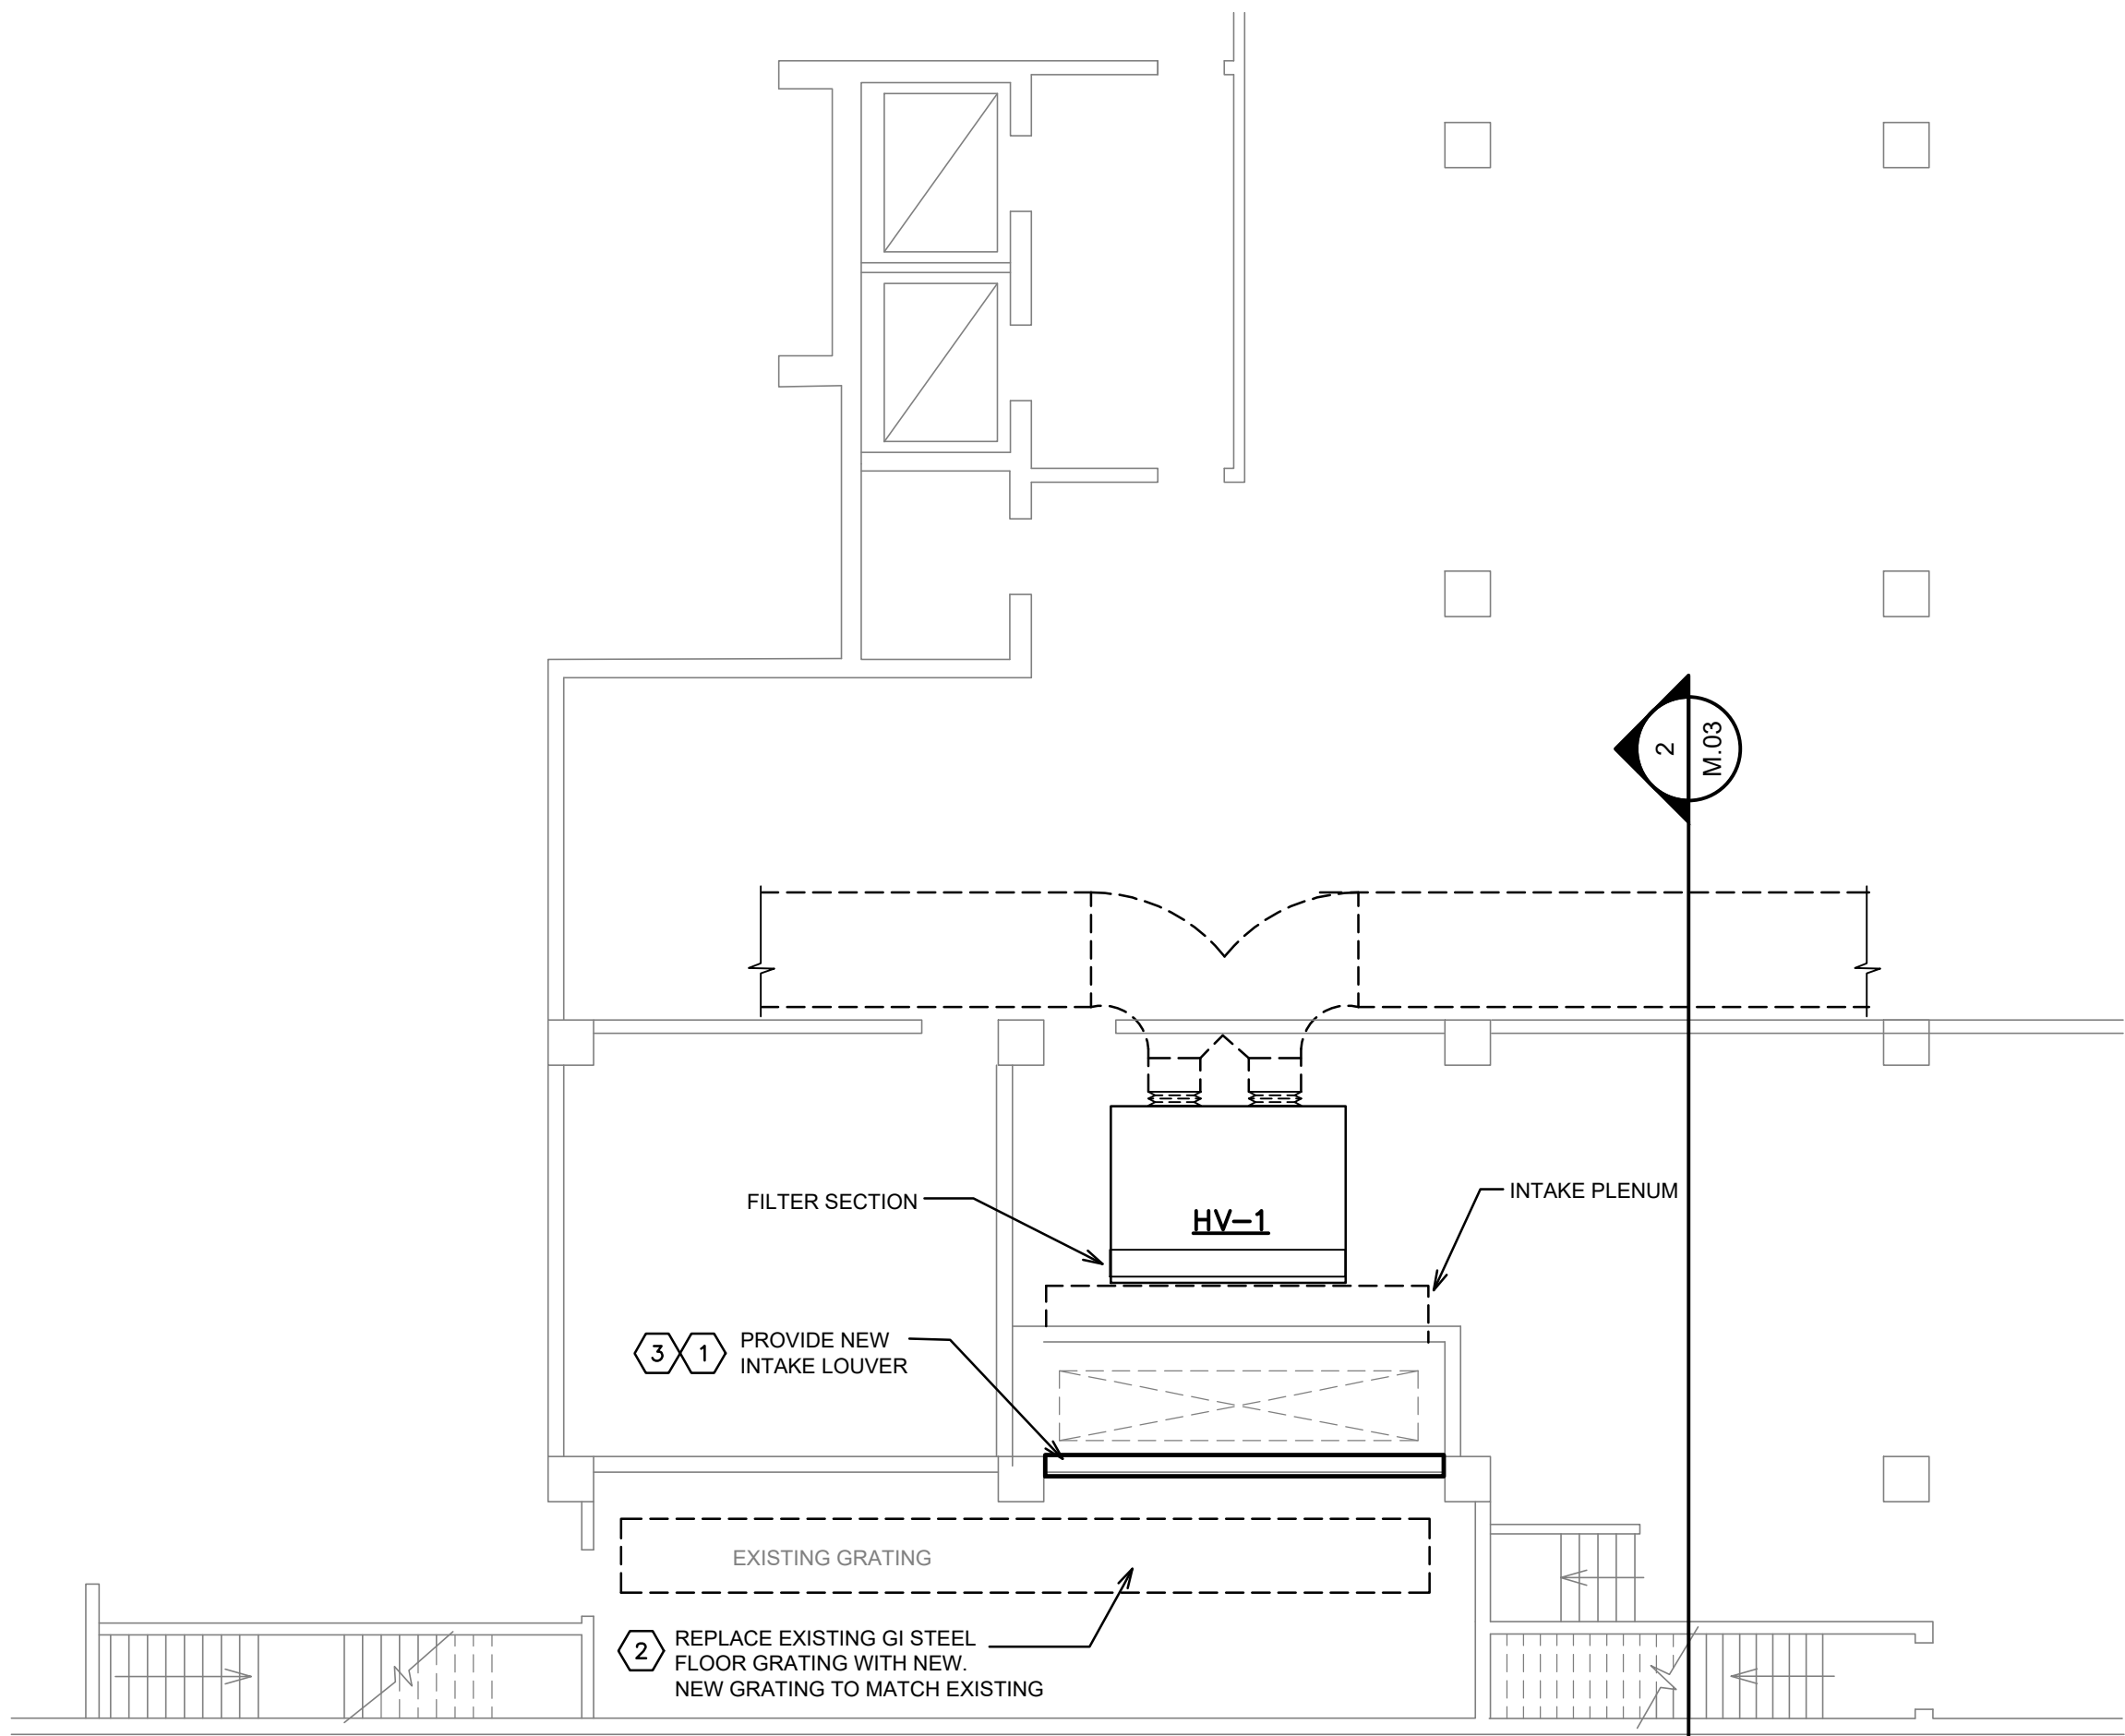 2
M.03
FILTER SECTION
INTAKE PLENUM
HV-1
3 1 PROVIDE NEW
INTAKE LOUVER
EXISTING GRATING
2 REPLACE EXISTING GI STEEL
FLOOR GRATING WITH NEW.
NEW GRATING TO MATCH EXISTING